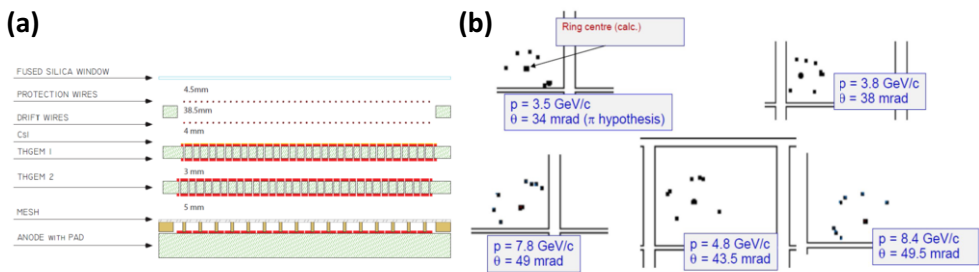 (a)
FUSED SILICA WINDOW
4.5mm
PROTECTION WIRES
38.5mm
DRIFT WIRES
4 mm
CsI
THGEM 1
3 mm
THGEM 2
5 mm
MESH
ANODE WITH PAD
(b)
Ring centre (calc.)
p = 3.5 GeV/c
θ = 34 mrad (π hypothesis)
p = 3.8 GeV/c
θ = 38 mrad
p = 7.8 GeV/c
θ = 49 mrad
p = 4.8 GeV/c
θ = 43.5 mrad
p = 8.4 GeV/c
θ = 49.5 mrad